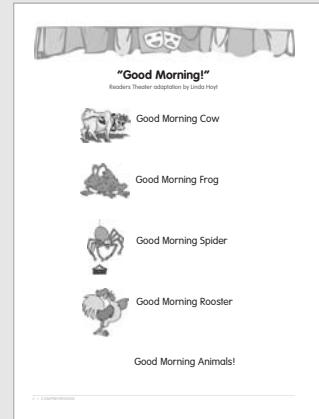 "Good Morning!"
Readers Theater adaptation by Linda Hoyt
Good Morning Cow
Good Morning Frog
Good Morning Spider
Good Morning Rooster
Good Morning Animals!
COMPREHENSION